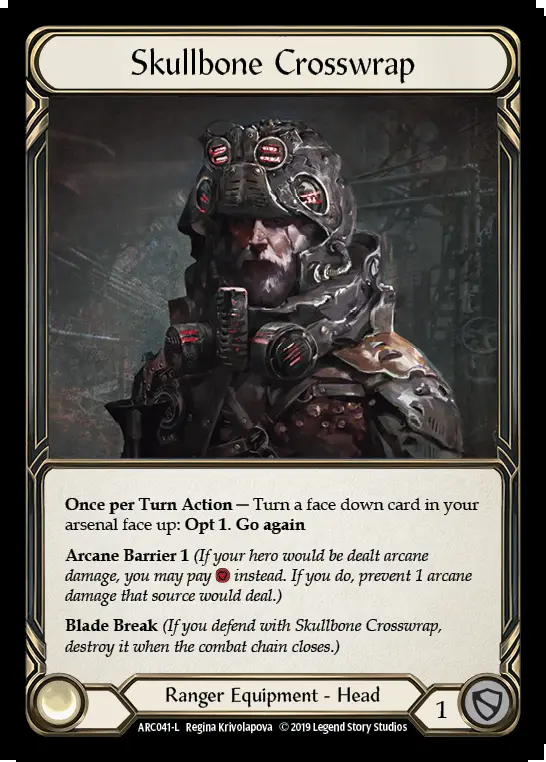 Skullbone Crosswrap
Once per Turn Action — Turn a face down card in your
arsenal face up: Opt 1. Go again
Arcane Barrier 1 (If your hero would be dealt arcane
damage, you may pay instead. If you do, prevent 1 arcane
damage that source would deal.)
Blade Break (If you defend with Skullbone Crosswrap,
destroy it when the combat chain closes.)
Ranger Equipment - Head
1
ARC041-L Regina Krivolapova © 2019 Legend Story Studios